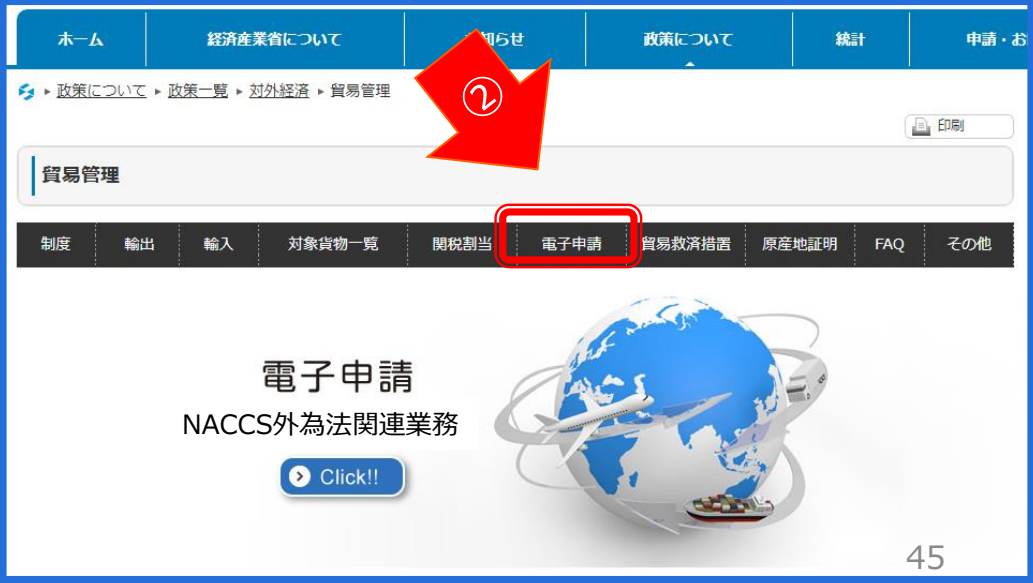 ホーム 経済産業省について らせ 政策について 統計 申請・お
▸ 政策について ▸ 政策一覧 ▸ 対外経済 ▸ 貿易管理
②
印刷
貿易管理
制度 輸出 輸入 対象貨物一覧 関税割当 電子申請 貿易救済措置 原産地証明 FAQ その他
電子申請
NACCS外為法関連業務
Click!!
45